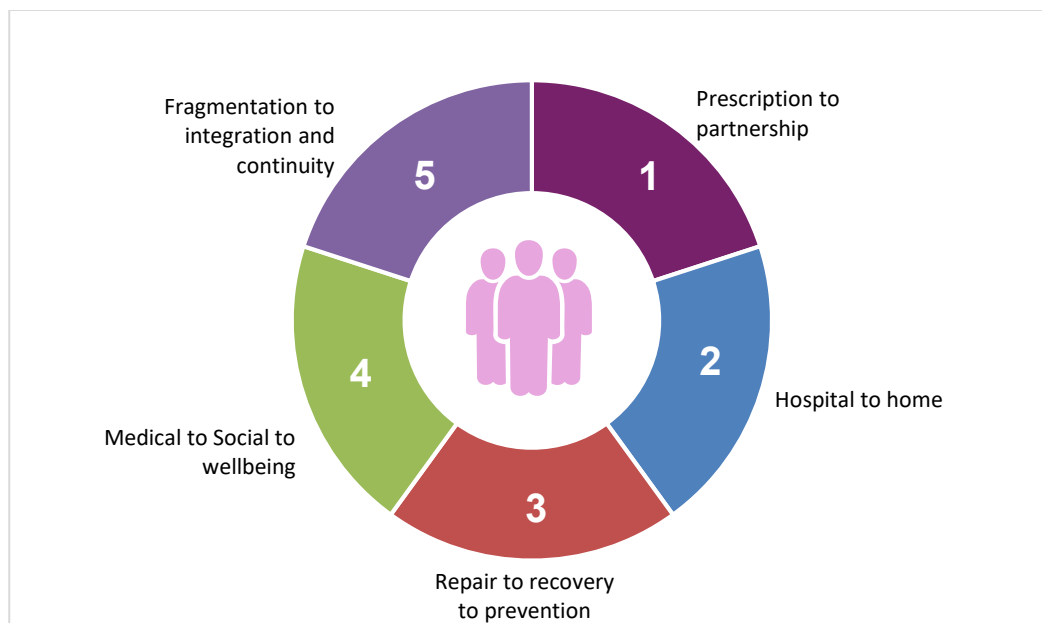 1
Prescription to
partnership
2
Hospital to home
3
Repair to recovery
to prevention
4
Medical to Social to
wellbeing
5
Fragmentation to
integration and
continuity